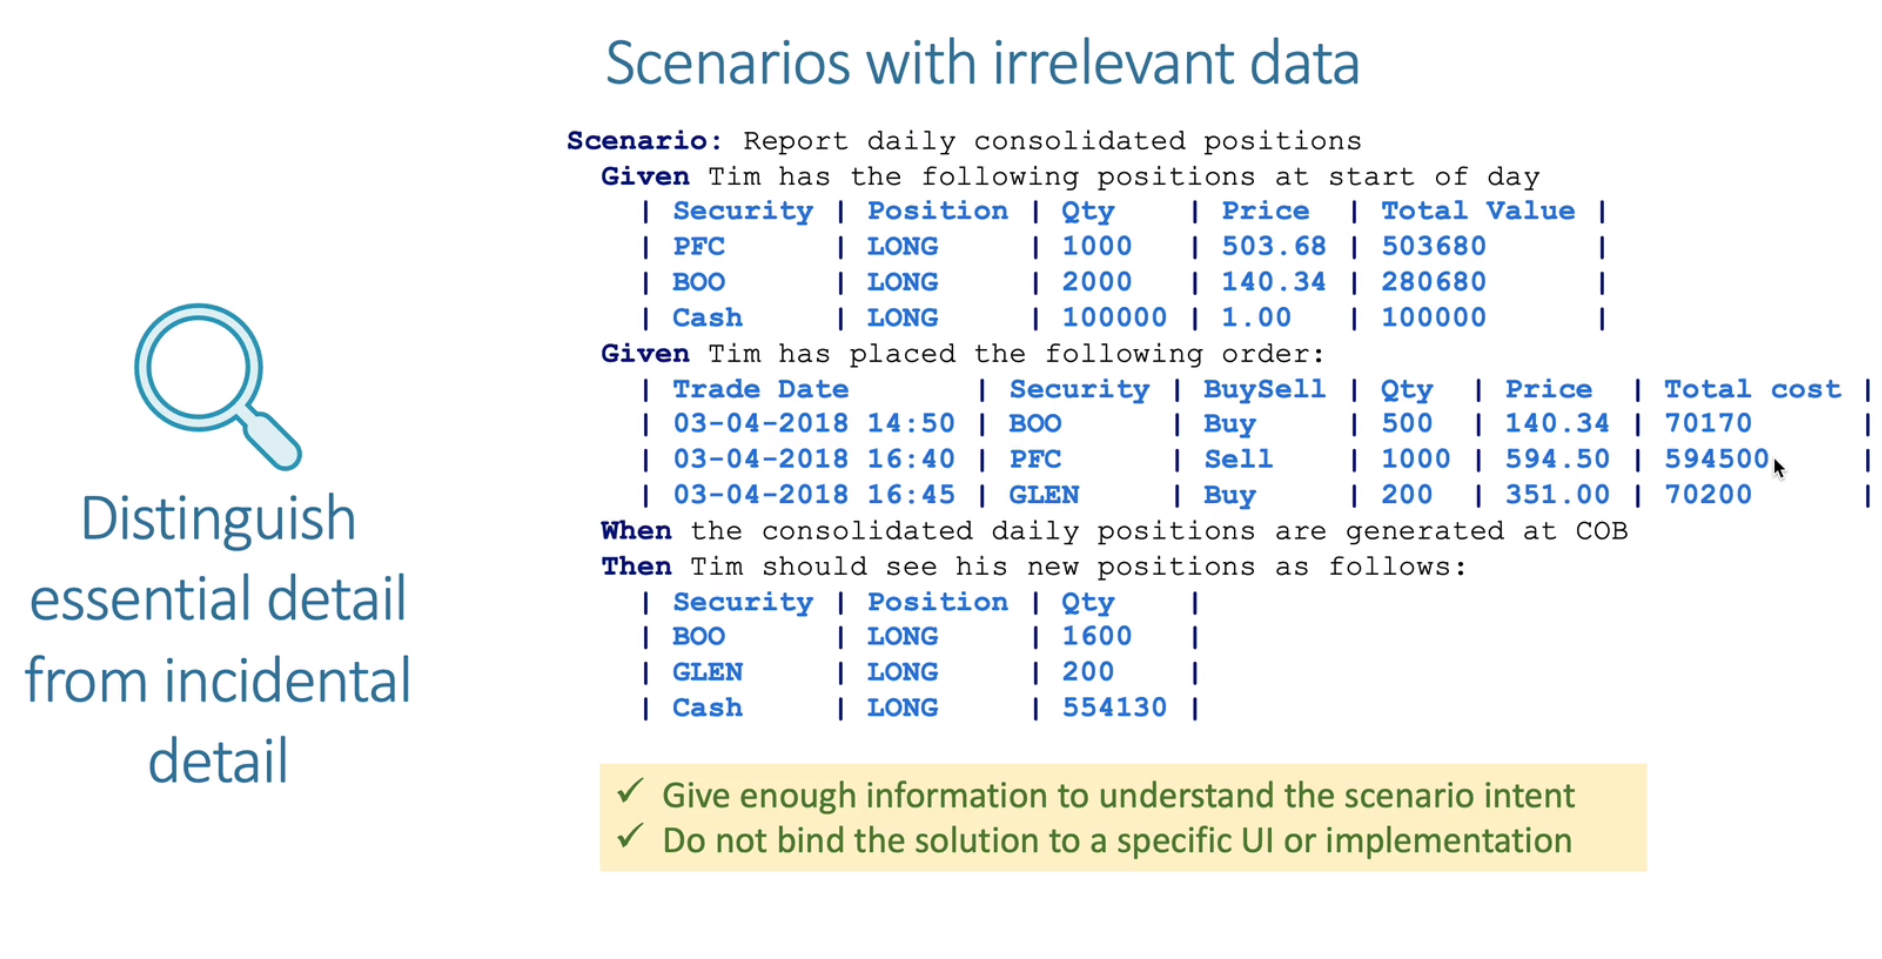 Scenarios with irrelevant data
Scenario: Report daily consolidated positions
Given Tim has the following positions at start of day
| Security | Position | Qty | Price | Total Value |
| PFC | LONG | 1000 | 503.68 | 503680 |
| BOO | LONG | 2000 | 140.34 | 280680 |
| Cash | LONG | 100000 | 1.00 | 100000 |
Given Tim has placed the following order:
| Trade Date | Security | BuySell | Qty | Price | Total cost |
| 03-04-2018 14:50 | BOO | Buy | 500 | 140.34 | 70170 |
| 03-04-2018 16:40 | PFC | Sell | 1000 | 594.50 | 594500 |
| 03-04-2018 16:45 | GLEN | Buy | 200 | 351.00 | 70200 |
When the consolidated daily positions are generated at COB
Then Tim should see his new positions as follows:
| Security | Position | Qty |
| BOO | LONG | 1600 |
| GLEN | LONG | 200 |
| Cash | LONG | 554130 |
Distinguish
essential detail
from incidental
detail
✓ Give enough information to understand the scenario intent
✓ Do not bind the solution to a specific UI or implementation